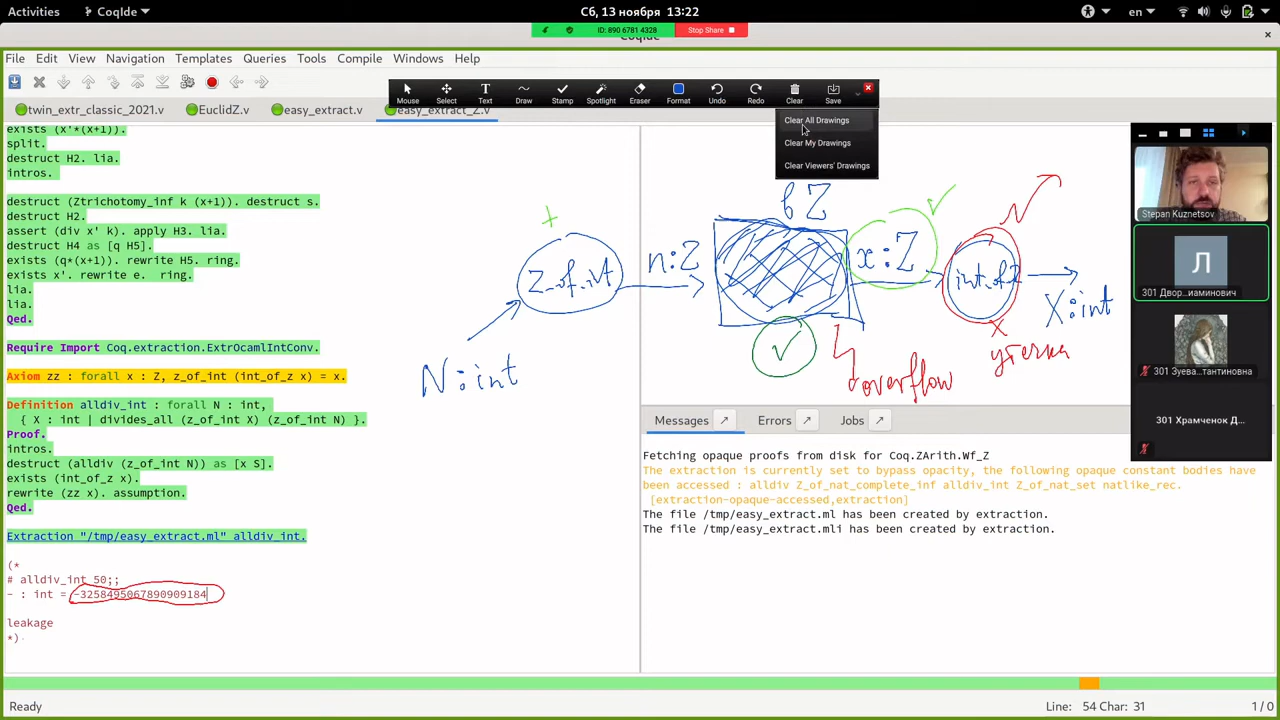 Activities
CoqIde
Сб, 13 ноября 13:22
en
ID: 890 6781 4328
Stop Share
File Edit View Navigation Templates Queries Tools Compile Windows Help
Mouse Select Text Draw Stamp Spotlight Eraser Format Undo Redo Clear Save
twin_extr_classic_2021.v EuclidZ.v easy_extract.v easy_extract_Z.v
Clear All Drawings
Clear My Drawings
Clear Viewers' Drawings
exists (x'*(x+1)).
split.
destruct H2. lia.
intros.
destruct (Ztrichotomy_inf k (x+1)). destruct s.
destruct H2.
assert (div x' k). apply H3. lia.
destruct H4 as [q H5].
exists (q*(x+1)). rewrite H5. ring.
exists x'. rewrite e. ring.
lia.
lia.
Qed.
Require Import Coq.extraction.ExtrOcamlIntConv.
Axiom zz : forall x : Z, z_of_int (int_of_z x) = x.
Definition alldiv_int : forall N : int,
{ X : int | divides_all (z_of_int X) (z_of_int N) }.
Proof.
intros.
destruct (alldiv (z_of_int N)) as [x S].
exists (int_of_z x).
rewrite (zz x). assumption.
Qed.
Extraction "/tmp/easy_extract.ml" alldiv_int.
(*
# alldiv_int 50;;
- : int = -3258495067890909184
leakage
*)
в Z
z_of_int
n:Z
x:Z
int_of_z
N:int
X:int
overflow
утечка
Messages Errors Jobs
Fetching opaque proofs from disk for Coq.ZArith.Wf_Z
The extraction is currently set to bypass opacity, the following opaque constant bodies have
been accessed : alldiv Z_of_nat_complete_inf alldiv_int Z_of_nat_set natlike_rec.
[extraction-opaque-accessed,extraction]
The file /tmp/easy_extract.ml has been created by extraction.
The file /tmp/easy_extract.mli has been created by extraction.
Stepan Kuznetsov
Л
301 Двор...иаминович
301 Зуева...тантиновна
301 Храмченок Д...
Ready
Line: 54 Char: 31
1 / 0